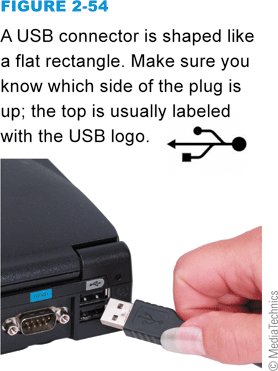 FIGURE 2-54
A USB connector is shaped like
a flat rectangle. Make sure you
know which side of the plug is
up; the top is usually labeled
with the USB logo.
© MediaTechnics